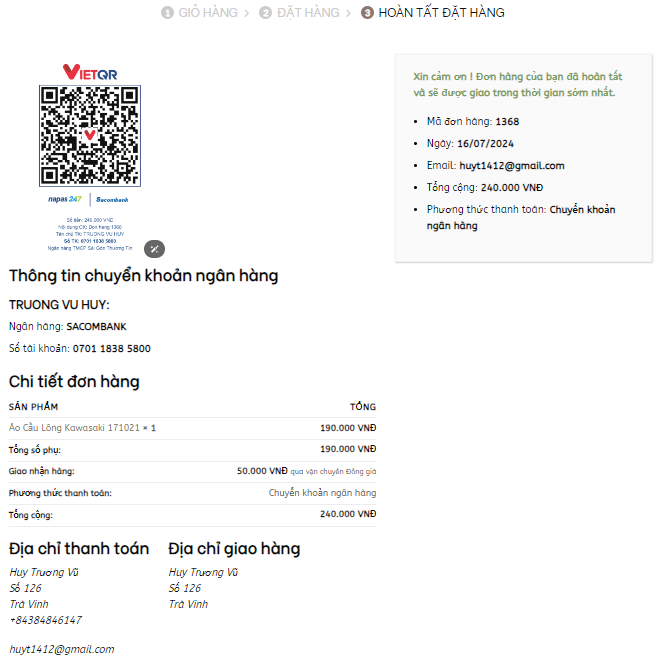 1 GIỎ HÀNG > 2 ĐẶT HÀNG > 3 HOÀN TẤT ĐẶT HÀNG
VIETQR
napas 247 | Sacombank
Số tiền: 240.000 VND
Nội dung CK: Don hang 1368
Tên chủ TK: TRUONG VU HUY
Số TK: 0701 1838 5800
Ngân hàng TMCP Sài Gòn Thương Tín
Xin cảm ơn ! Đơn hàng của bạn đã hoàn tất
và sẽ được giao trong thời gian sớm nhất.
• Mã đơn hàng: 1368
• Ngày: 16/07/2024
• Email: huyt1412@gmail.com
• Tổng cộng: 240.000 VNĐ
• Phương thức thanh toán: Chuyển khoản
ngân hàng
Thông tin chuyển khoản ngân hàng
TRUONG VU HUY:
Ngân hàng: SACOMBANK
Số tài khoản: 0701 1838 5800
Chi tiết đơn hàng
SẢN PHẨM TỔNG
Áo Cầu Lông Kawasaki 171021 × 1 190.000 VNĐ
Tổng số phụ: 190.000 VNĐ
Giao nhận hàng: 50.000 VNĐ qua vận chuyển Đồng giá
Phương thức thanh toán: Chuyển khoản ngân hàng
Tổng cộng: 240.000 VNĐ
Địa chỉ thanh toán
Huy Trương Vũ
Số 126
Trà Vinh
+84384846147
huyt1412@gmail.com
Địa chỉ giao hàng
Huy Trương Vũ
Số 126
Trà Vinh